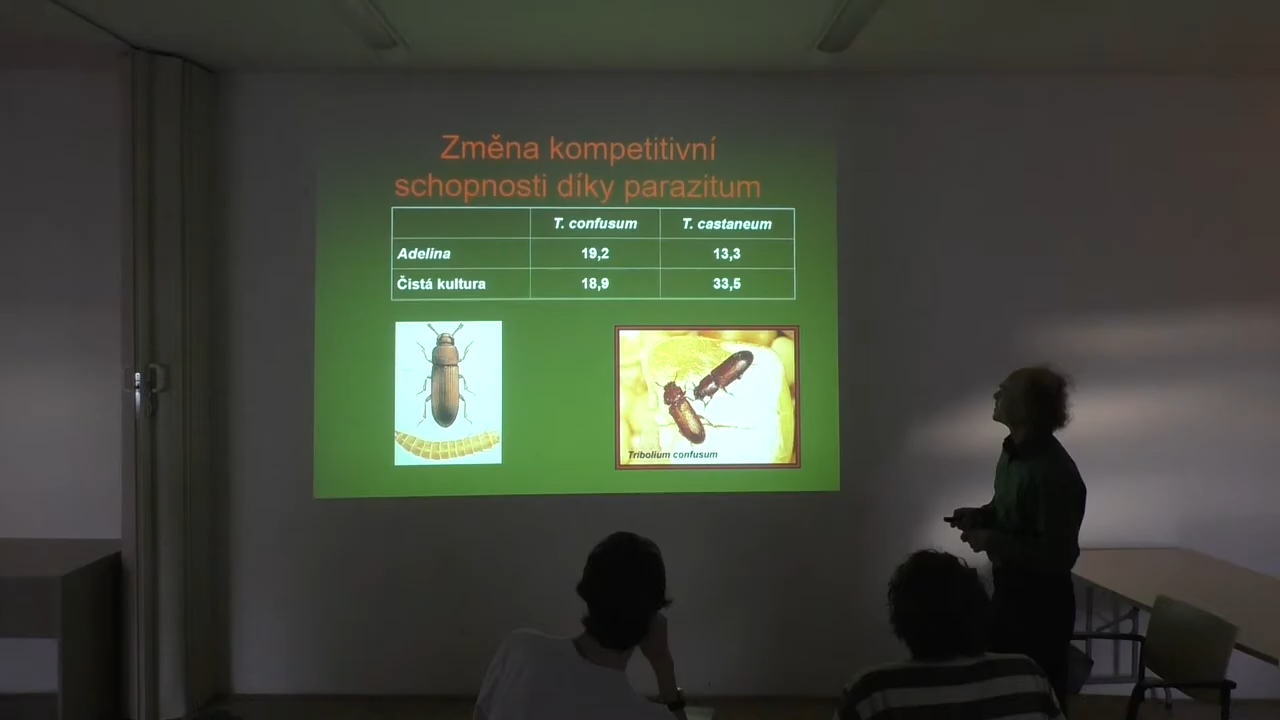 Změna kompetitivní
schopnosti díky parazitum
T. confusum T. castaneum
Adelina 19,2 13,3
Čistá kultura 18,9 33,5
Tribolium confusum